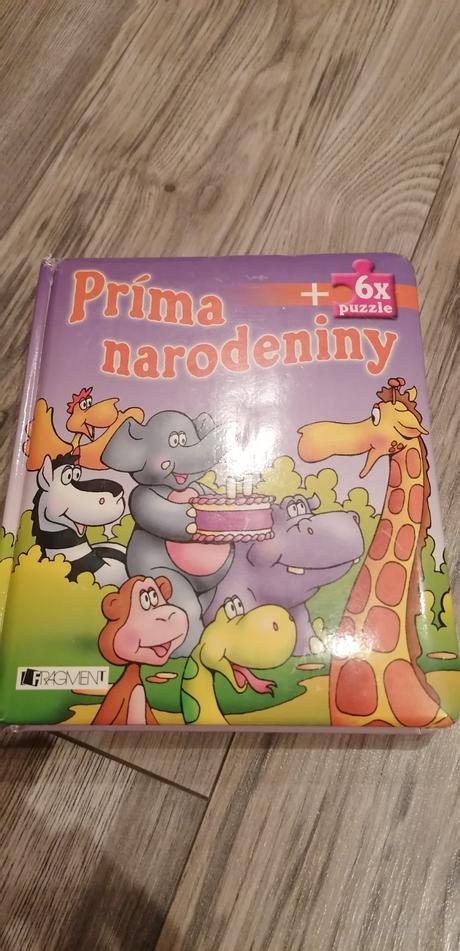 Príma
narodeniny
+ 6x
puzzle
FRAGMENT